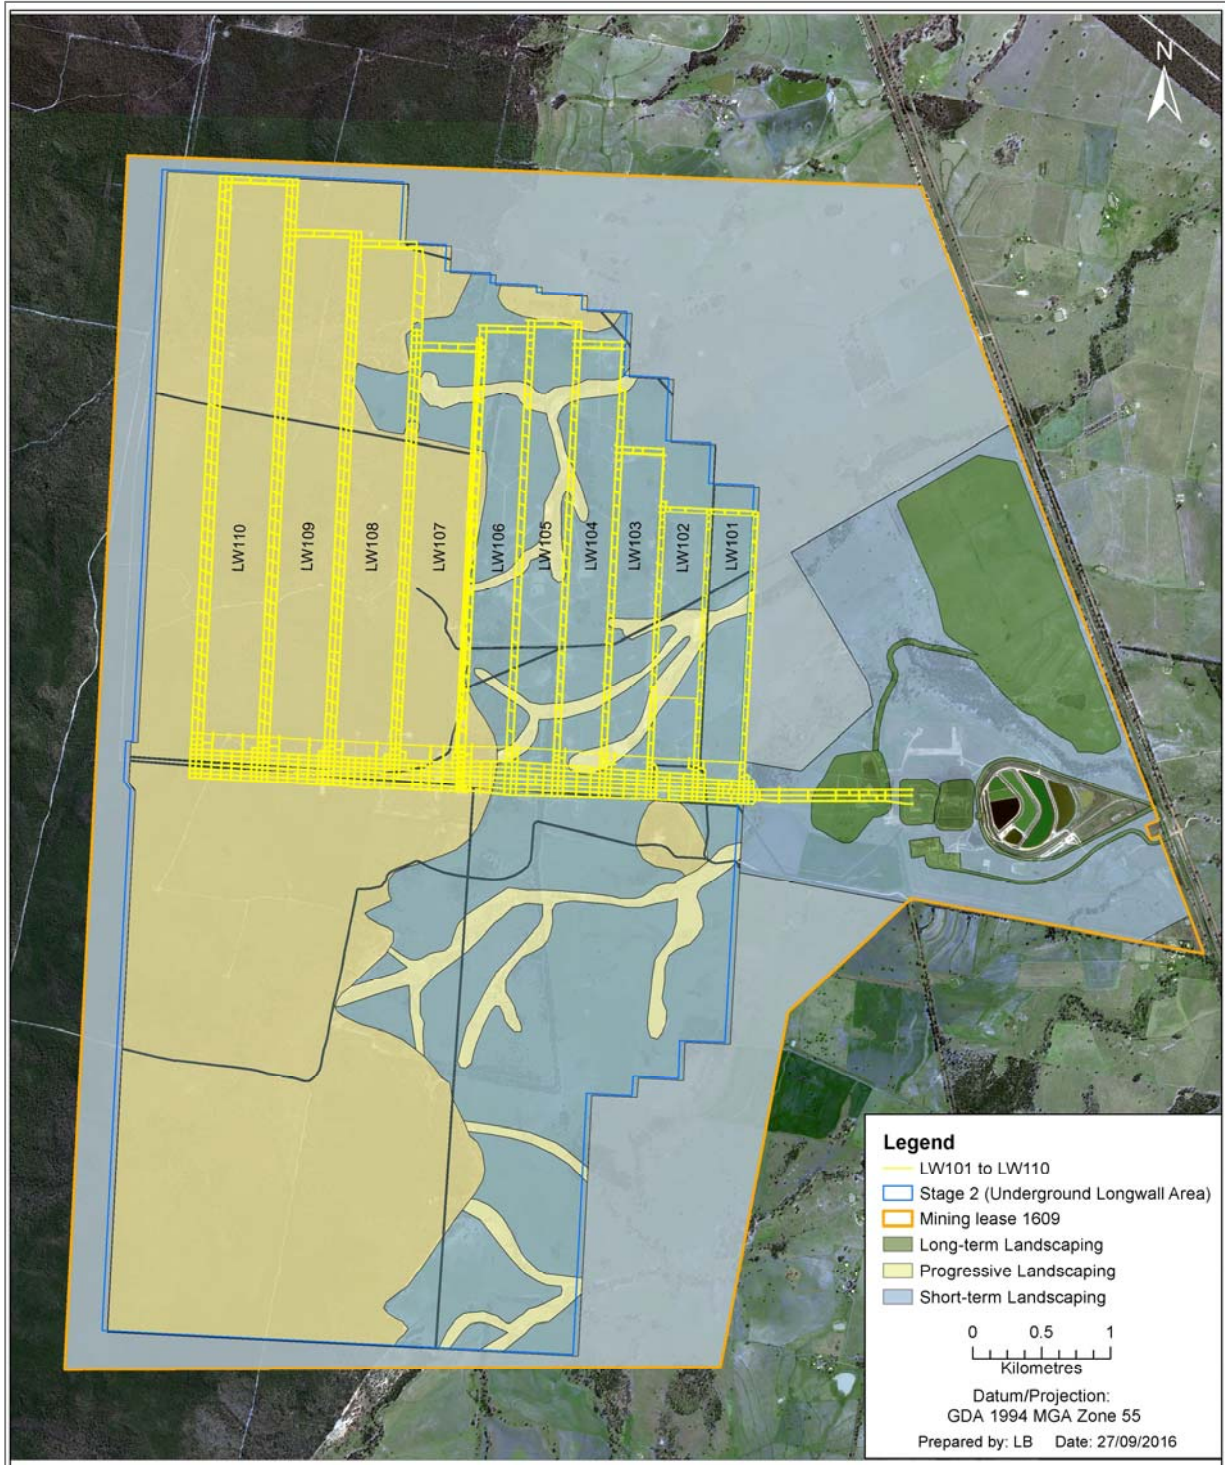 N
LW110
LW109
LW108
LW107
LW106
LW105
LW104
LW103
LW102
LW101
Legend
LW101 to LW110
Stage 2 (Underground Longwall Area)
Mining lease 1609
Long-term Landscaping
Progressive Landscaping
Short-term Landscaping
0 0.5 1
Kilometres
Datum/Projection:
GDA 1994 MGA Zone 55
Prepared by: LB Date: 27/09/2016